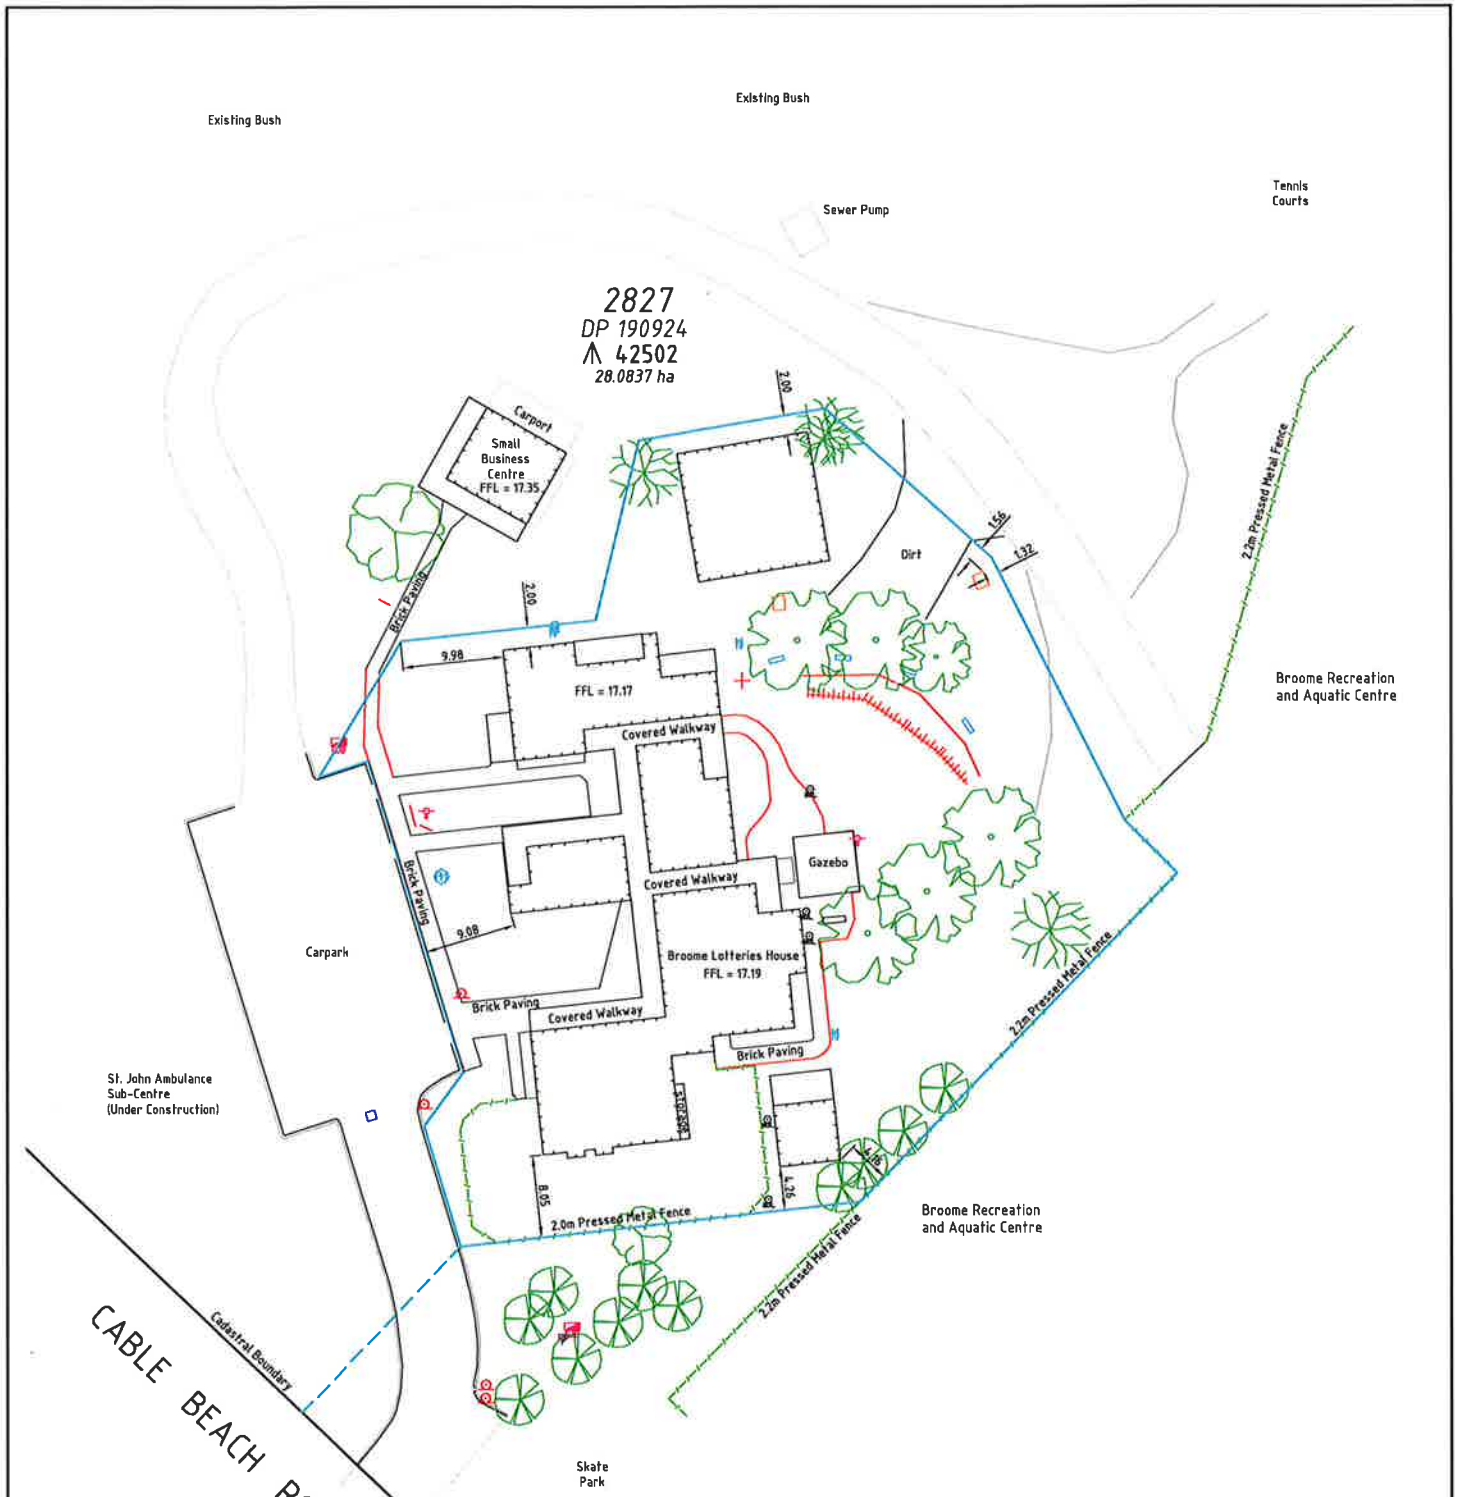 Existing Bush
Existing Bush
Tennis
Courts
Sewer Pump
2827
DP 190924
42502
28.0837 ha
2.00
Carport
Small
Business
Centre
FFL = 17.35
2.2m Pressed Metal Fence
1.56
Dirt
1.32
Brick Paving
2.00
9.98
FFL = 17.17
Broome Recreation
and Aquatic Centre
Covered Walkway
Gazebo
Covered Walkway
Brick Paving
9.08
Carpark
Broome Lotteries House
FFL = 17.19
Brick Paving
Covered Walkway
2.2m Pressed Metal Fence
Brick Paving
St. John Ambulance
Sub-Centre
(Under Construction)
storage
8.05
4.26
2.0m Pressed Metal Fence
Broome Recreation
and Aquatic Centre
2.2m Pressed Metal Fence
Cadastral Boundary
CABLE BEACH
Skate
Park